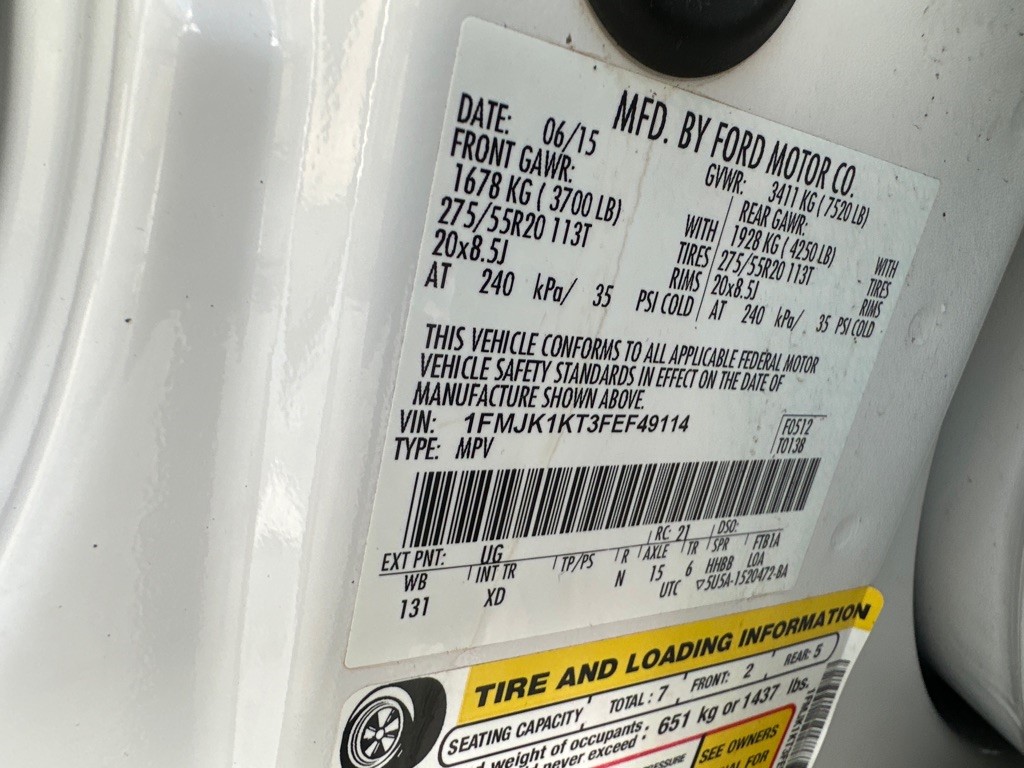 MFD. BY FORD MOTOR CO.
DATE: 06/15 GVWR: 3411 KG ( 7520 LB)
FRONT GAWR: REAR GAWR:
1678 KG ( 3700 LB) WITH 1928 KG ( 4250 LB) WITH
275/55R20 113T TIRES 275/55R20 113T TIRES
20x8.5J RIMS 20x8.5J RIMS
AT 240 kPa/ 35 PSI COLD AT 240 kPa/ 35 PSI COLD
THIS VEHICLE CONFORMS TO ALL APPLICABLE FEDERAL MOTOR
VEHICLE SAFETY STANDARDS IN EFFECT ON THE DATE OF
MANUFACTURE SHOWN ABOVE.
VIN: 1FMJK1KT3FEF49114 F0512
TYPE: MPV T0138
EXT PNT: UG RC: 21 DSO: FTB1A
WB INT TR TP/PS R AXLE TR SPR LOA
131 XD N 15 6 HHBB
UTC 5U5A-1520472-BA
TIRE AND LOADING INFORMATION
SEATING CAPACITY TOTAL : 7 FRONT: 2 REAR: 5
weight of occupants : 651 kg or 1437 lbs.
never exceed :
PRESSURE SEE OWNERS
FOR